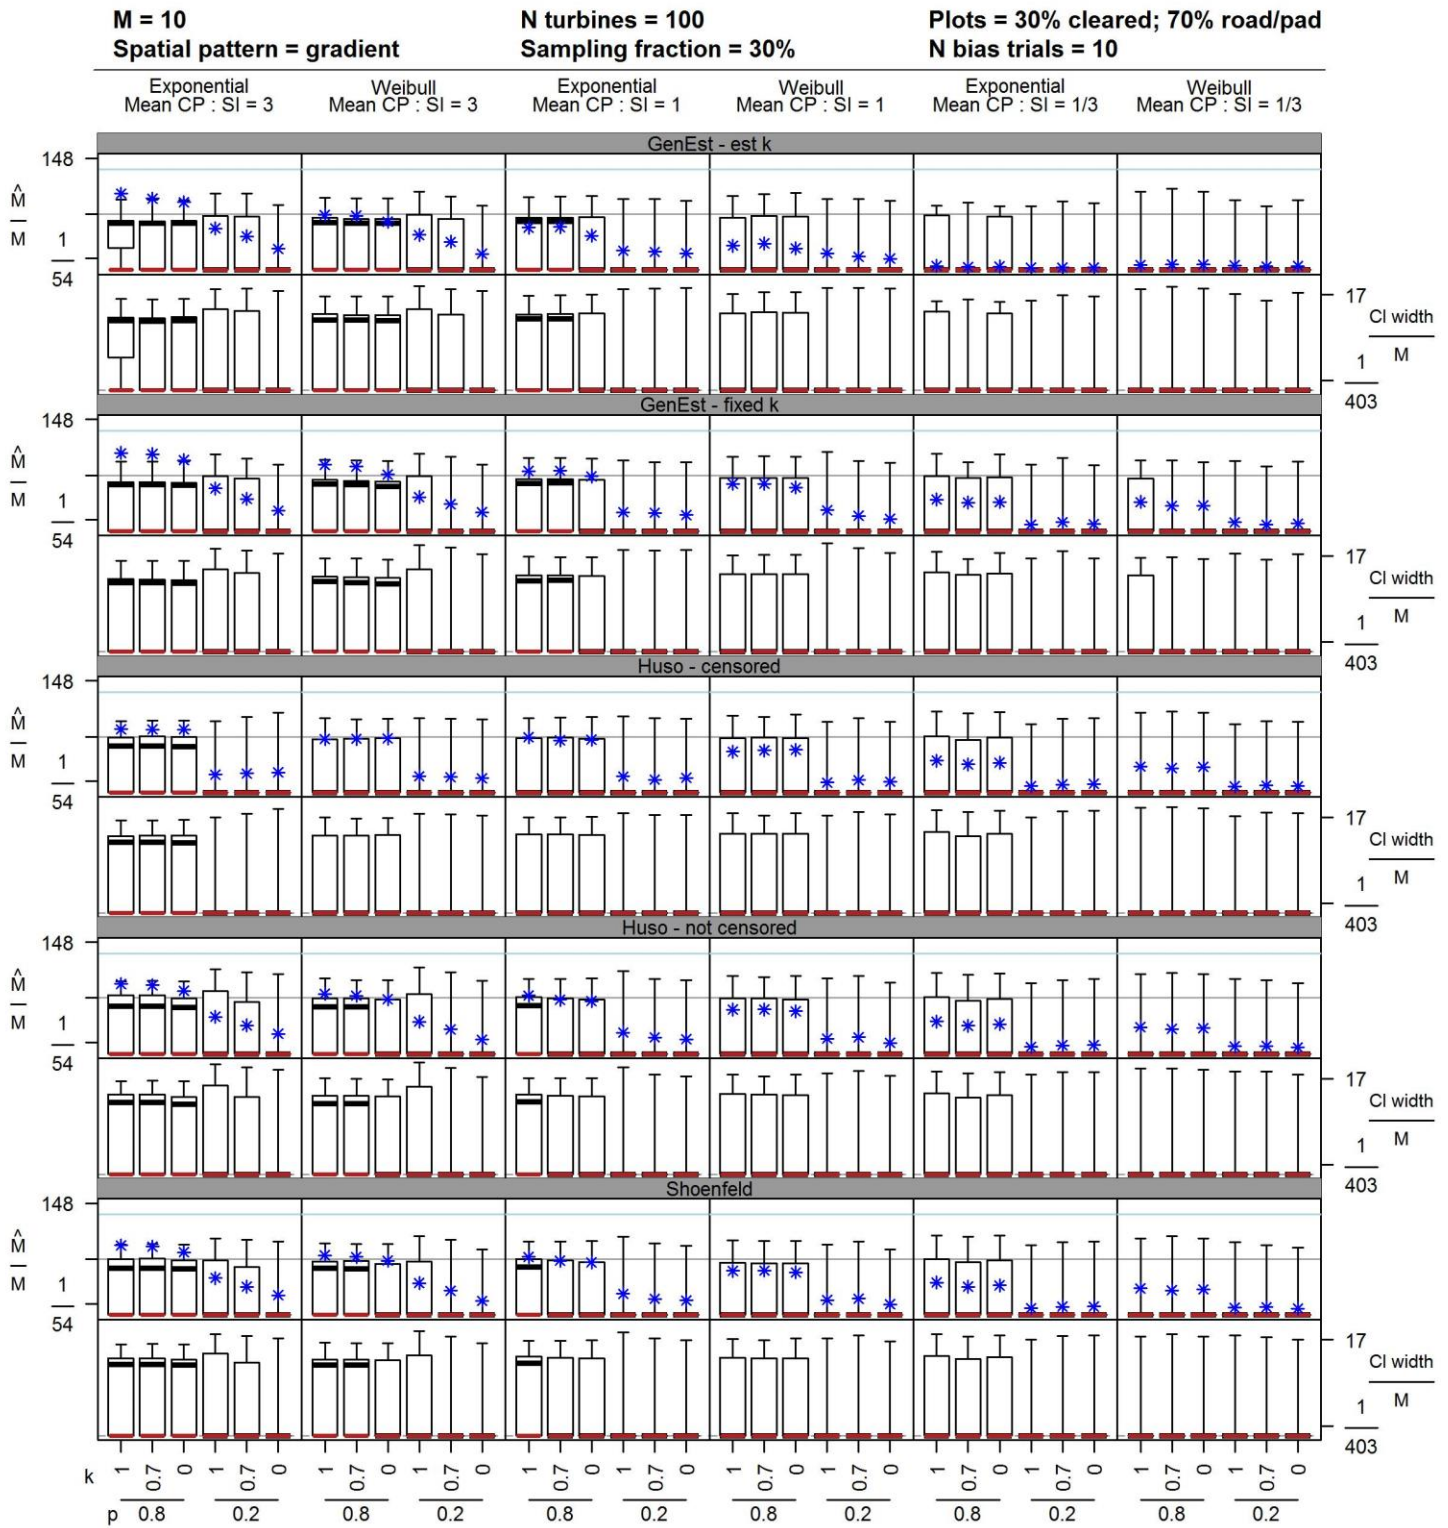 M = 10 N turbines = 100 Plots = 30% cleared; 70% road/pad
Spatial pattern = gradient Sampling fraction = 30% N bias trials = 10
Exponential Weibull Exponential Weibull Exponential Weibull
Mean CP : SI = 3 Mean CP : SI = 3 Mean CP : SI = 1 Mean CP : SI = 1 Mean CP : SI = 1/3 Mean CP : SI = 1/3
GenEst - est k
148
M̂
M
1
54
17
CI width
M
1
403
GenEst - fixed k
148
M̂
M
1
54
17
CI width
M
1
403
Huso - censored
148
M̂
M
1
54
17
CI width
M
1
403
Huso - not censored
148
M̂
M
1
54
17
CI width
M
1
403
Shoenfeld
148
M̂
M
1
54
17
CI width
M
1
403
k 1 0.7 0 1 0.7 0 1 0.7 0 1 0.7 0 1 0.7 0 1 0.7 0 1 0.7 0 1 0.7 0 1 0.7 0 1 0.7 0 1 0.7 0 1 0.7 0
p 0.8 0.2 0.8 0.2 0.8 0.2 0.8 0.2 0.8 0.2 0.8 0.2